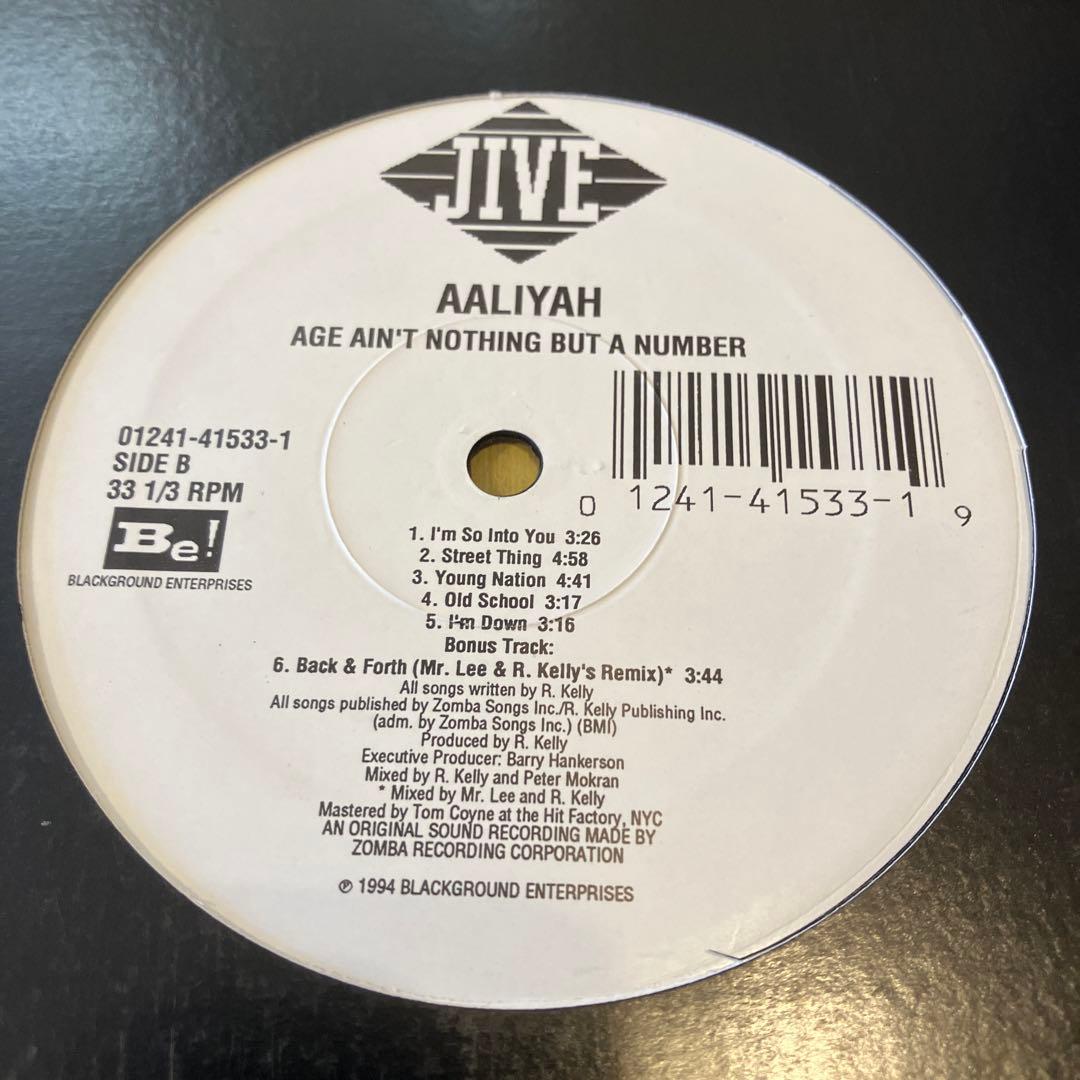 JIVE
AALIYAH
AGE AIN'T NOTHING BUT A NUMBER
01241-41533-1
SIDE B
33 1/3 RPM
Be!
BLACKGROUND ENTERPRISES
0 1241-41533-1 9
1. I'm So Into You 3:26
2. Street Thing 4:58
3. Young Nation 4:41
4. Old School 3:17
5. I'm Down 3:16
Bonus Track:
6. Back & Forth (Mr. Lee & R. Kelly's Remix)* 3:44
All songs written by R. Kelly
All songs published by Zomba Songs Inc./R. Kelly Publishing Inc.
(adm. by Zomba Songs Inc.) (BMI)
Produced by R. Kelly
Executive Producer: Barry Hankerson
Mixed by R. Kelly and Peter Mokran
* Mixed by Mr. Lee and R. Kelly
Mastered by Tom Coyne at the Hit Factory, NYC
AN ORIGINAL SOUND RECORDING MADE BY
ZOMBA RECORDING CORPORATION
℗ 1994 BLACKGROUND ENTERPRISES